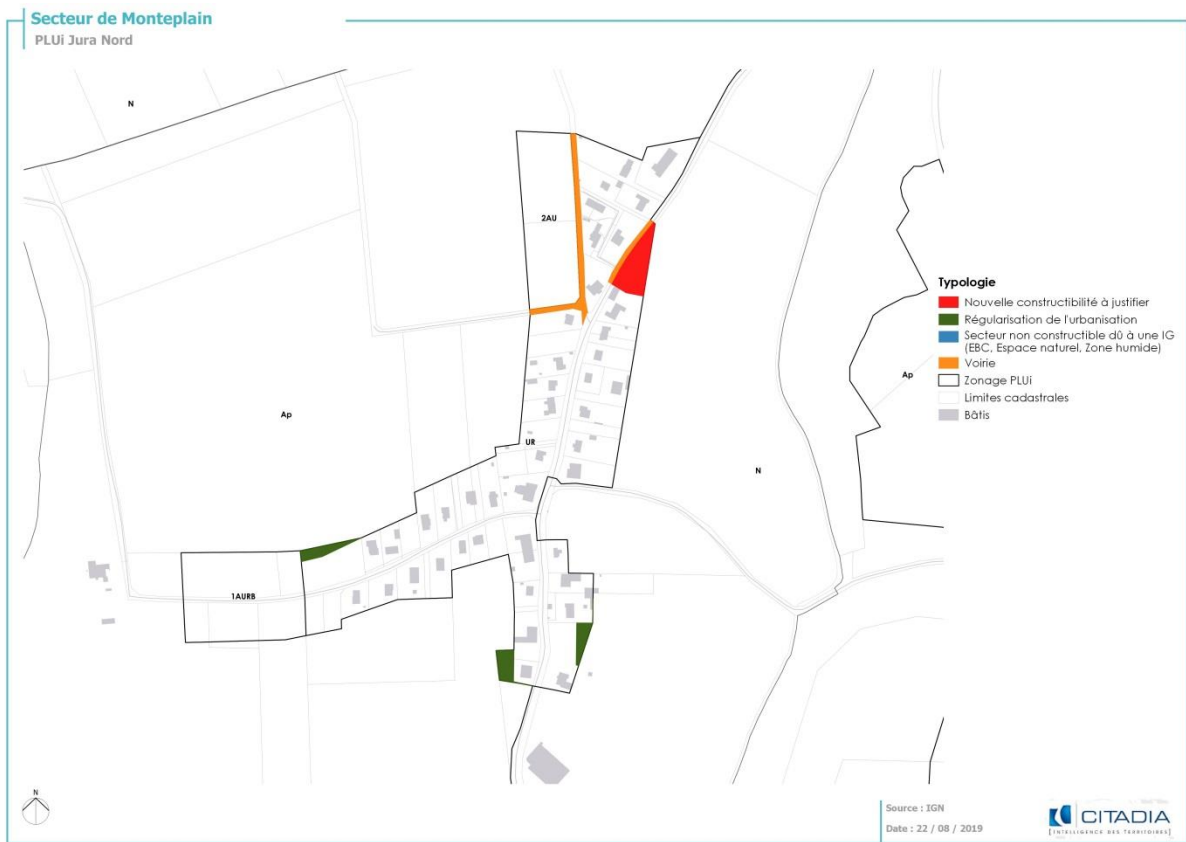 Secteur de Monteplain
PLUi Jura Nord
N
2AU
Typologie
Nouvelle constructibilité à justifier
Régularisation de l'urbanisation
Secteur non constructible dû à une IG
(EBC, Espace naturel, Zone humide)
Voirie
Zonage PLUi
Limites cadastrales
Bâtis
Ap
Ap
UR
N
1AURB
N
Source : IGN
Date : 22 / 08 / 2019
CITADIA
[INTELLIGENCE DES TERRITOIRES]